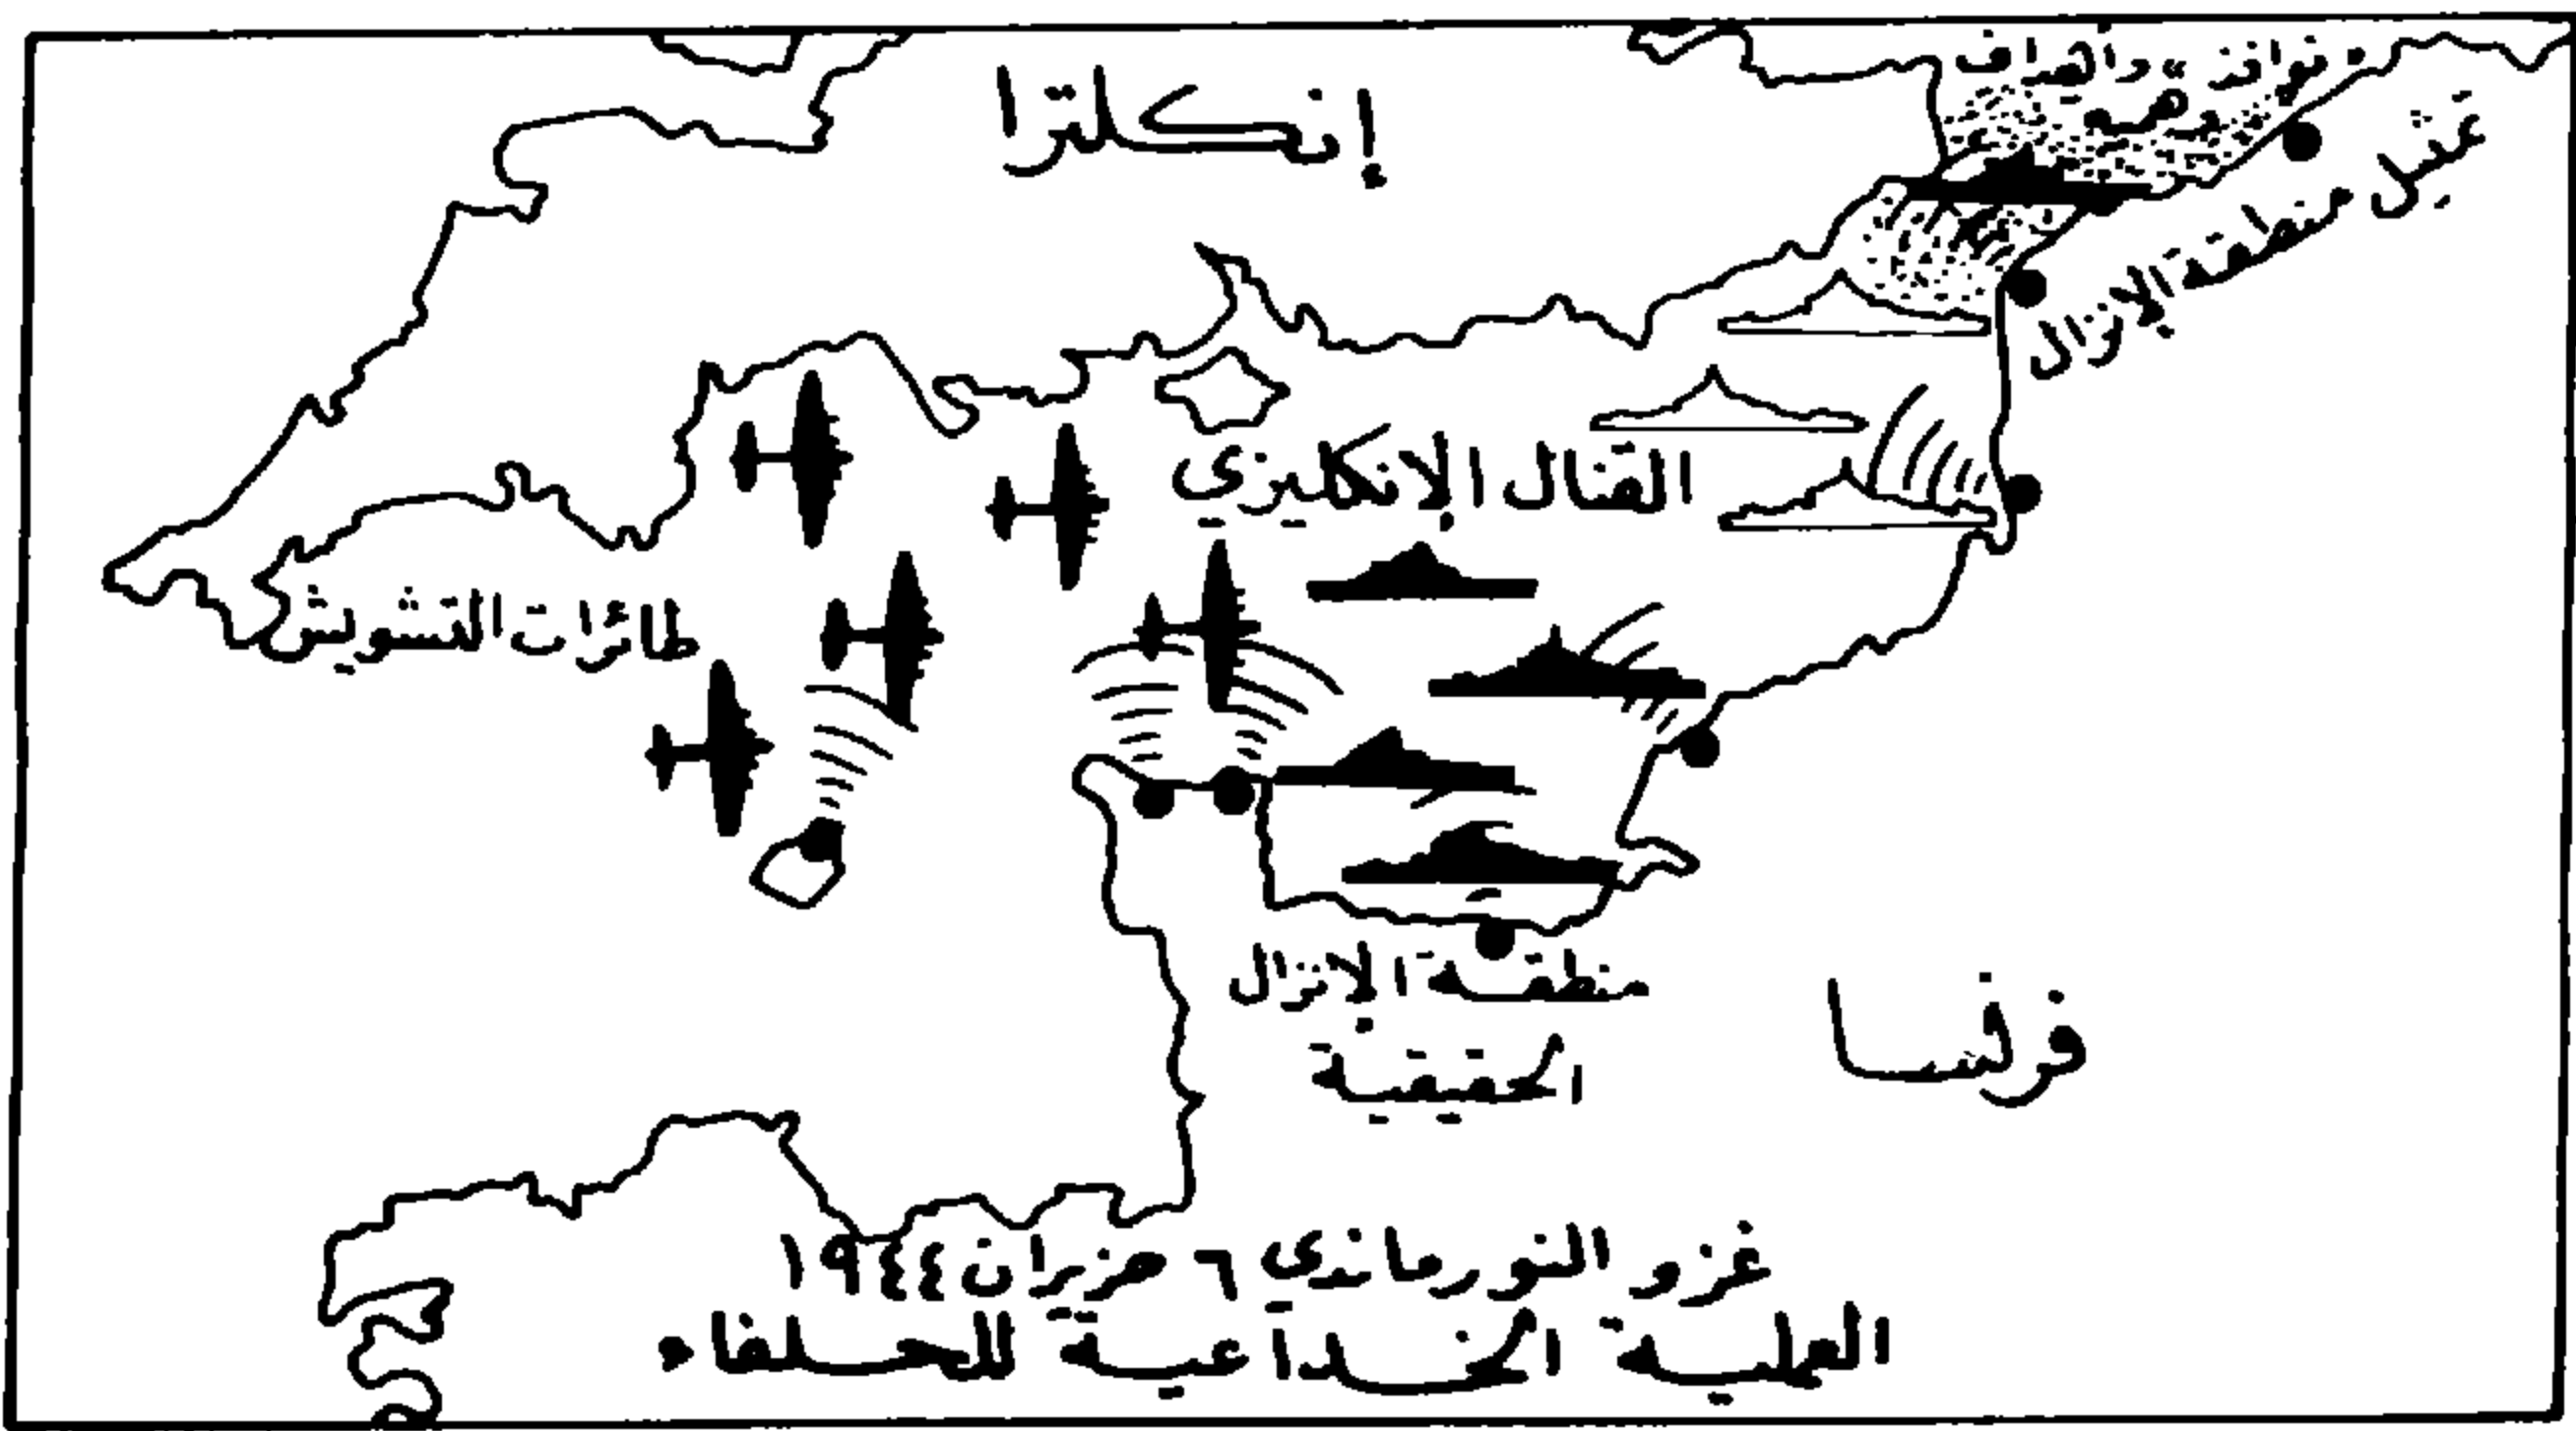 إنكلترا
نوافذ » وأهداف
وهمية
تمثيل منطقة الإنزال
القنال الإنكليزي
طائرات التشويش
منطقة الإنزال
الحقيقية
فرنسا
غزو النورماندي ٦ حزيران ١٩٤٤
العملية الخداعية للحلفاء